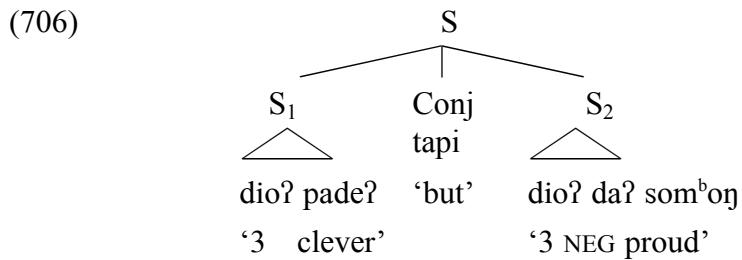 (706) S
S₁ Conj S₂
tapi
dioʔ padeʔ ‘but’ dioʔ daʔ somᵇoŋ
‘3 clever’ ‘3 NEG proud’